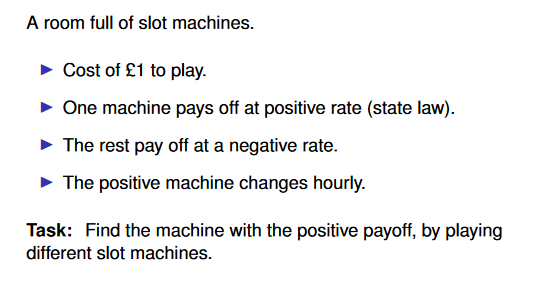 A room full of slot machines.
► Cost of £1 to play.
► One machine pays off at positive rate (state law).
► The rest pay off at a negative rate.
► The positive machine changes hourly.
Task: Find the machine with the positive payoff, by playing
different slot machines.